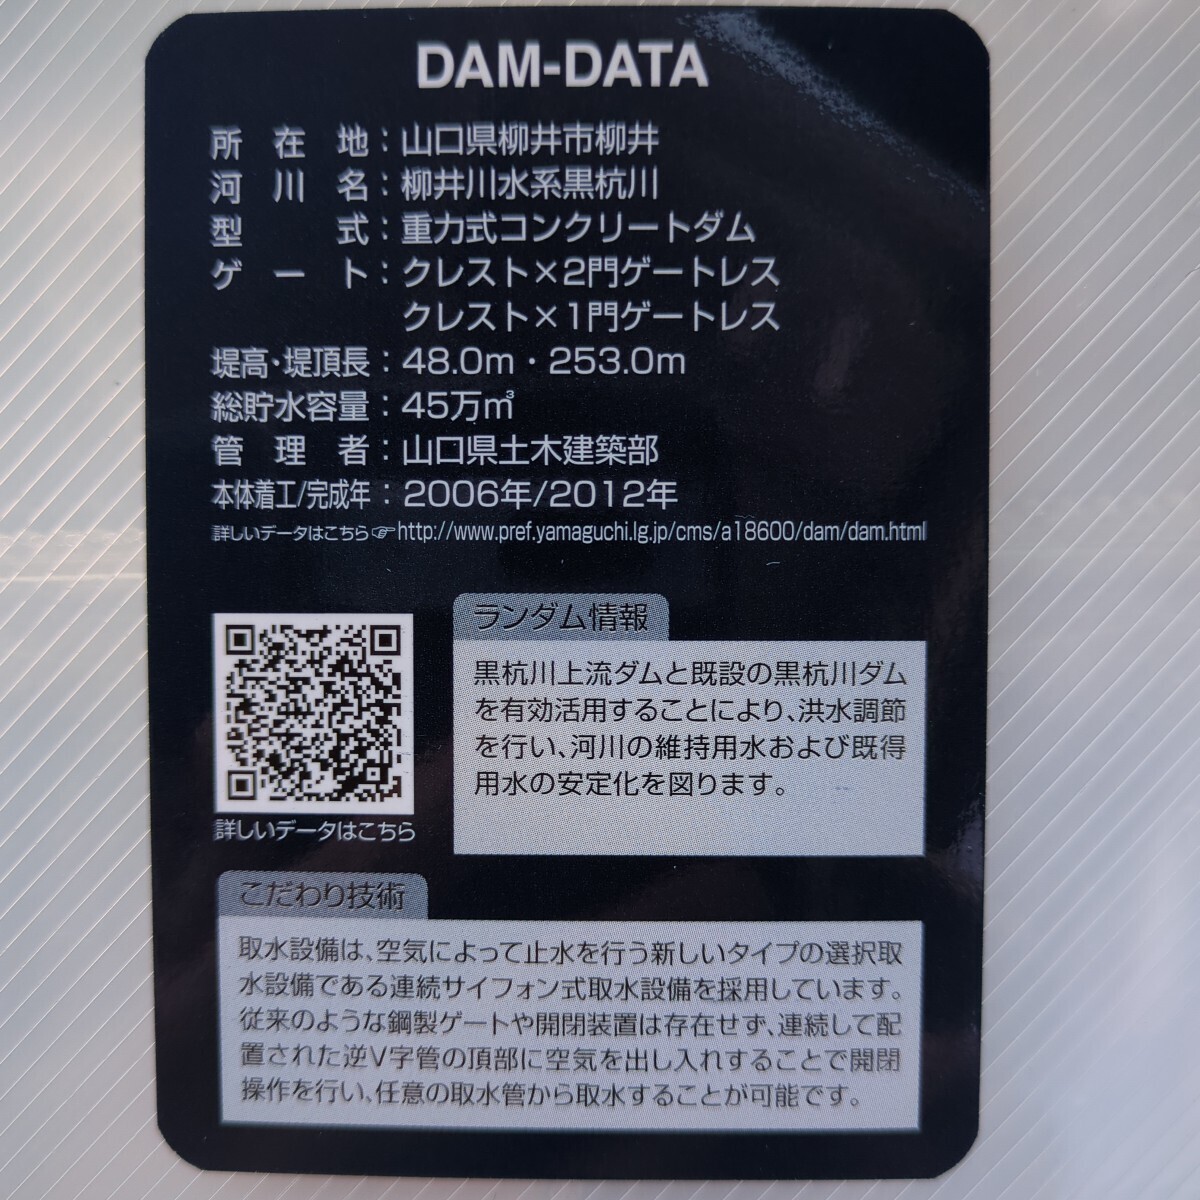 DAM-DATA
所在地：山口県柳井市柳井
河川名：柳井川水系黒杭川
型式：重力式コンクリートダム
ゲート：クレスト×2門ゲートレス
クレスト×1門ゲートレス
堤高・堤頂長：48.0m・253.0m
総貯水容量：45万㎥
管理者：山口県土木建築部
本体着工/完成年：2006年/2012年
詳しいデータはこちら☞http://www.pref.yamaguchi.lg.jp/cms/a18600/dam/dam.html
ランダム情報
黒杭川上流ダムと既設の黒杭川ダム
を有効活用することにより、洪水調節
を行い、河川の維持用水および既得
用水の安定化を図ります。
詳しいデータはこちら
こだわり技術
取水設備は、空気によって止水を行う新しいタイプの選択取
水設備である連続サイフォン式取水設備を採用しています。
従来のような鋼製ゲートや開閉装置は存在せず、連続して配
置された逆V字管の頂部に空気を出し入れすることで開閉
操作を行い、任意の取水管から取水することが可能です。